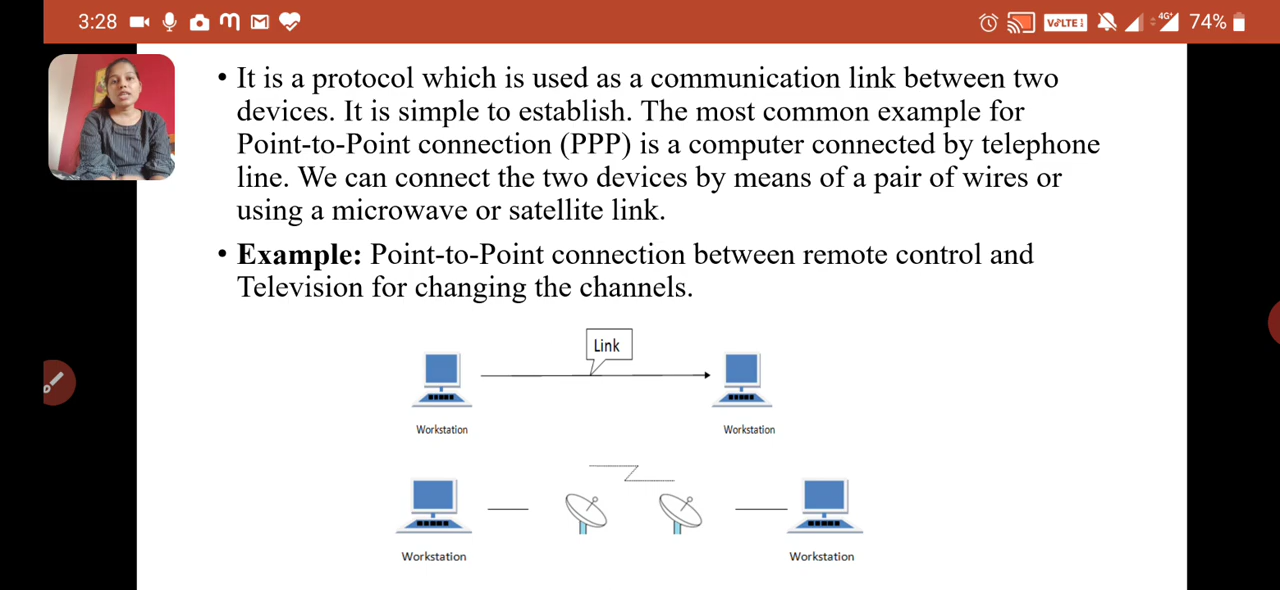 3:28
VoLTE
4G+
74%
• It is a protocol which is used as a communication link between two
devices. It is simple to establish. The most common example for
Point-to-Point connection (PPP) is a computer connected by telephone
line. We can connect the two devices by means of a pair of wires or
using a microwave or satellite link.
• Example: Point-to-Point connection between remote control and
Television for changing the channels.
Link
Workstation
Workstation
Workstation
Workstation